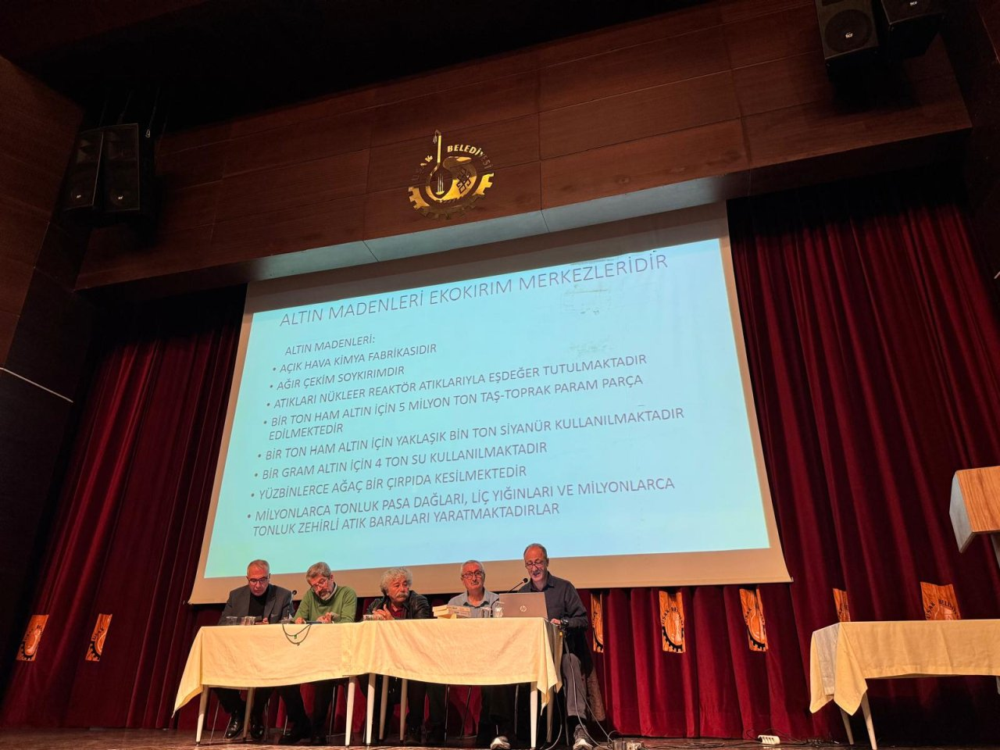 UŞAK BELEDİYESİ
ALTIN MADENLERİ EKOKIRIM MERKEZLERİDİR
ALTIN MADENLERİ:
• AÇIK HAVA KİMYA FABRİKASIDIR
• AĞIR ÇEKİM SOYKIRIMDIR
• ATIKLARI NÜKLEER REAKTÖR ATIKLARIYLA EŞDEĞER TUTULMAKTADIR
• BİR TON HAM ALTIN İÇİN 5 MİLYON TON TAŞ-TOPRAK PARAM PARÇA
EDİLMEKTEDİR
• BİR TON HAM ALTIN İÇİN YAKLAŞIK BİN TON SİYANÜR KULLANILMAKTADIR
• BİR GRAM ALTIN İÇİN 4 TON SU KULLANILMAKTADIR
• YÜZBİNLERCE AĞAÇ BİR ÇIRPIDA KESİLMEKTEDİR
• MİLYONLARCA TONLUK PASA DAĞLARI, LİÇ YIĞINLARI VE MİLYONLARCA
TONLUK ZEHİRLİ ATIK BARAJLARI YARATMAKTADIRLAR